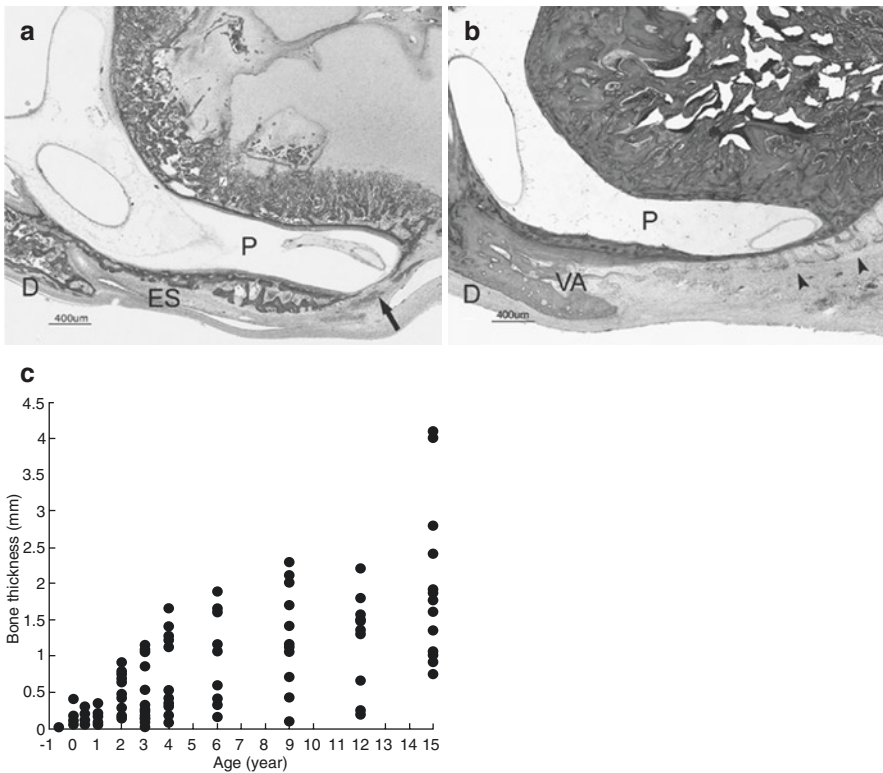 a
P
D
ES
400um
b
P
VA
D
400um
c
Bone thickness (mm)
4.5
4
3.5
3
2.5
2
1.5
1
0.5
0
-1 0 1 2 3 4 5 6 7 8 9 10 11 12 13 14 15
Age (year)